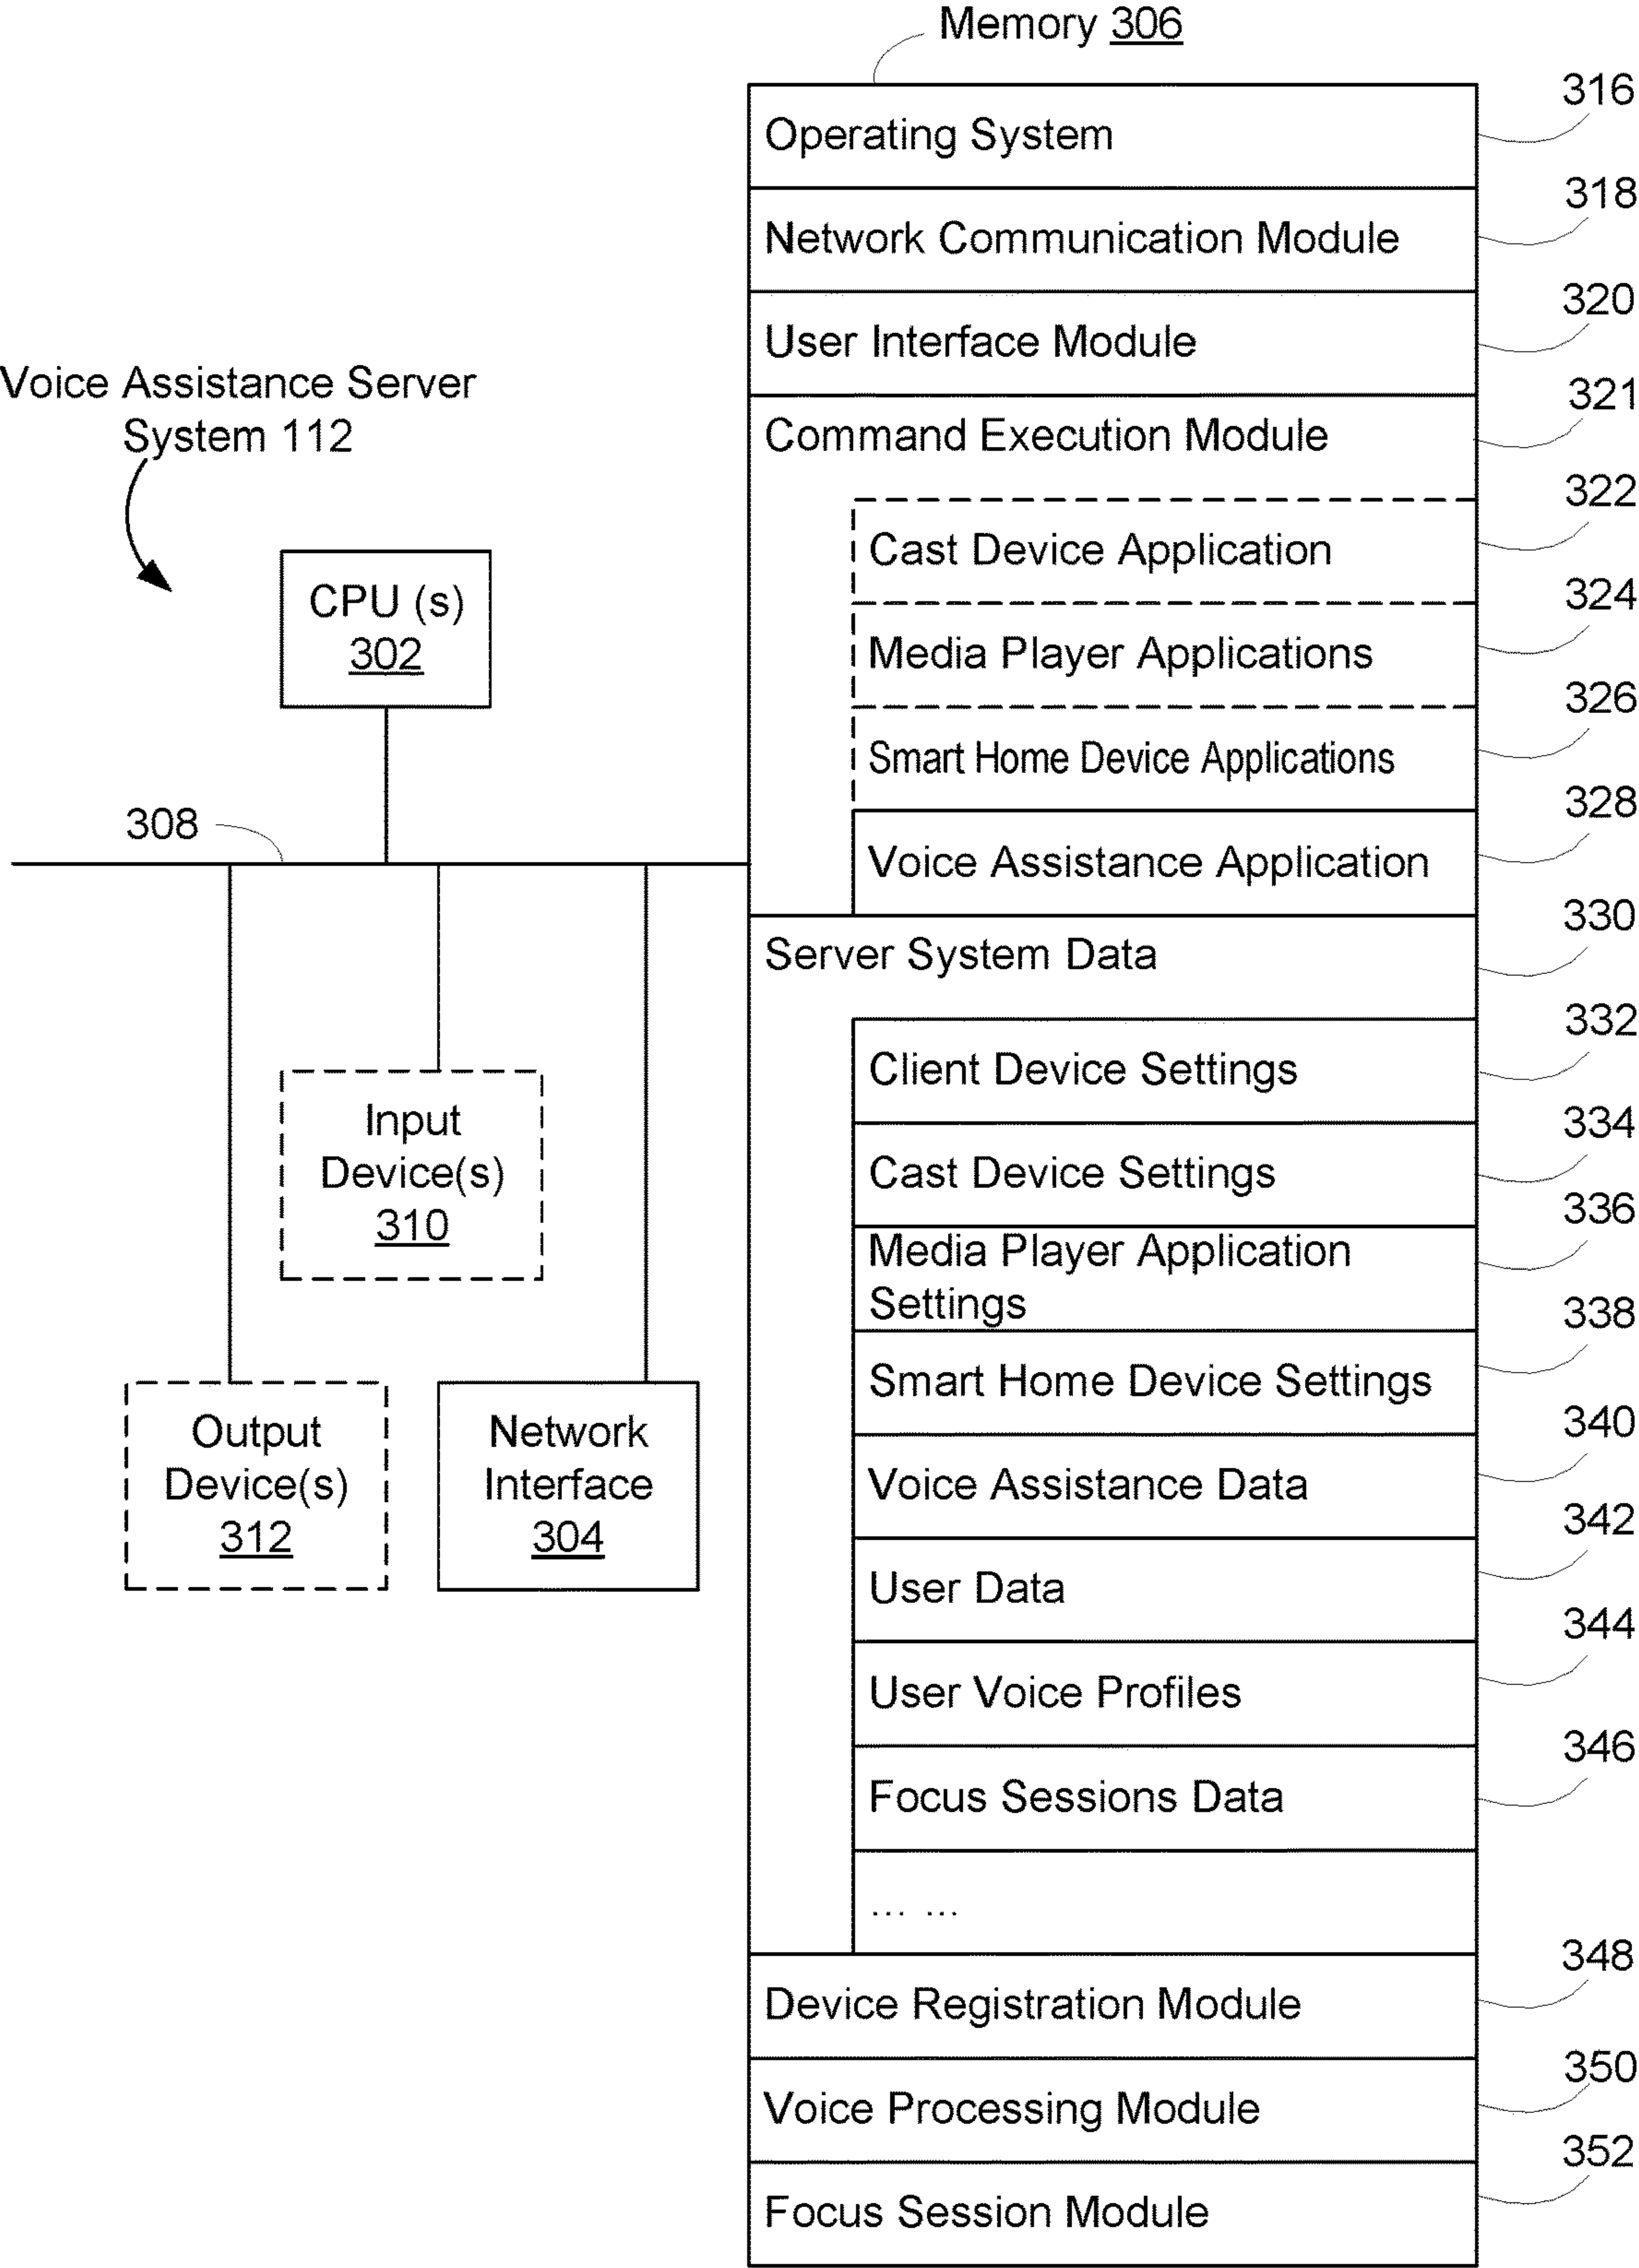 Memory 306
Operating System
316
Network Communication Module
318
User Interface Module
320
Command Execution Module
321
Cast Device Application
322
Media Player Applications
324
Smart Home Device Applications
326
Voice Assistance Application
328
Server System Data
330
Client Device Settings
332
Cast Device Settings
334
Media Player Application
Settings
336
Smart Home Device Settings
338
Voice Assistance Data
340
User Data
342
User Voice Profiles
344
Focus Sessions Data
346
... ...
Device Registration Module
348
Voice Processing Module
350
Focus Session Module
352
Voice Assistance Server
System 112
CPU (s)
302
308
Input
Device(s)
310
Output
Device(s)
312
Network
Interface
304